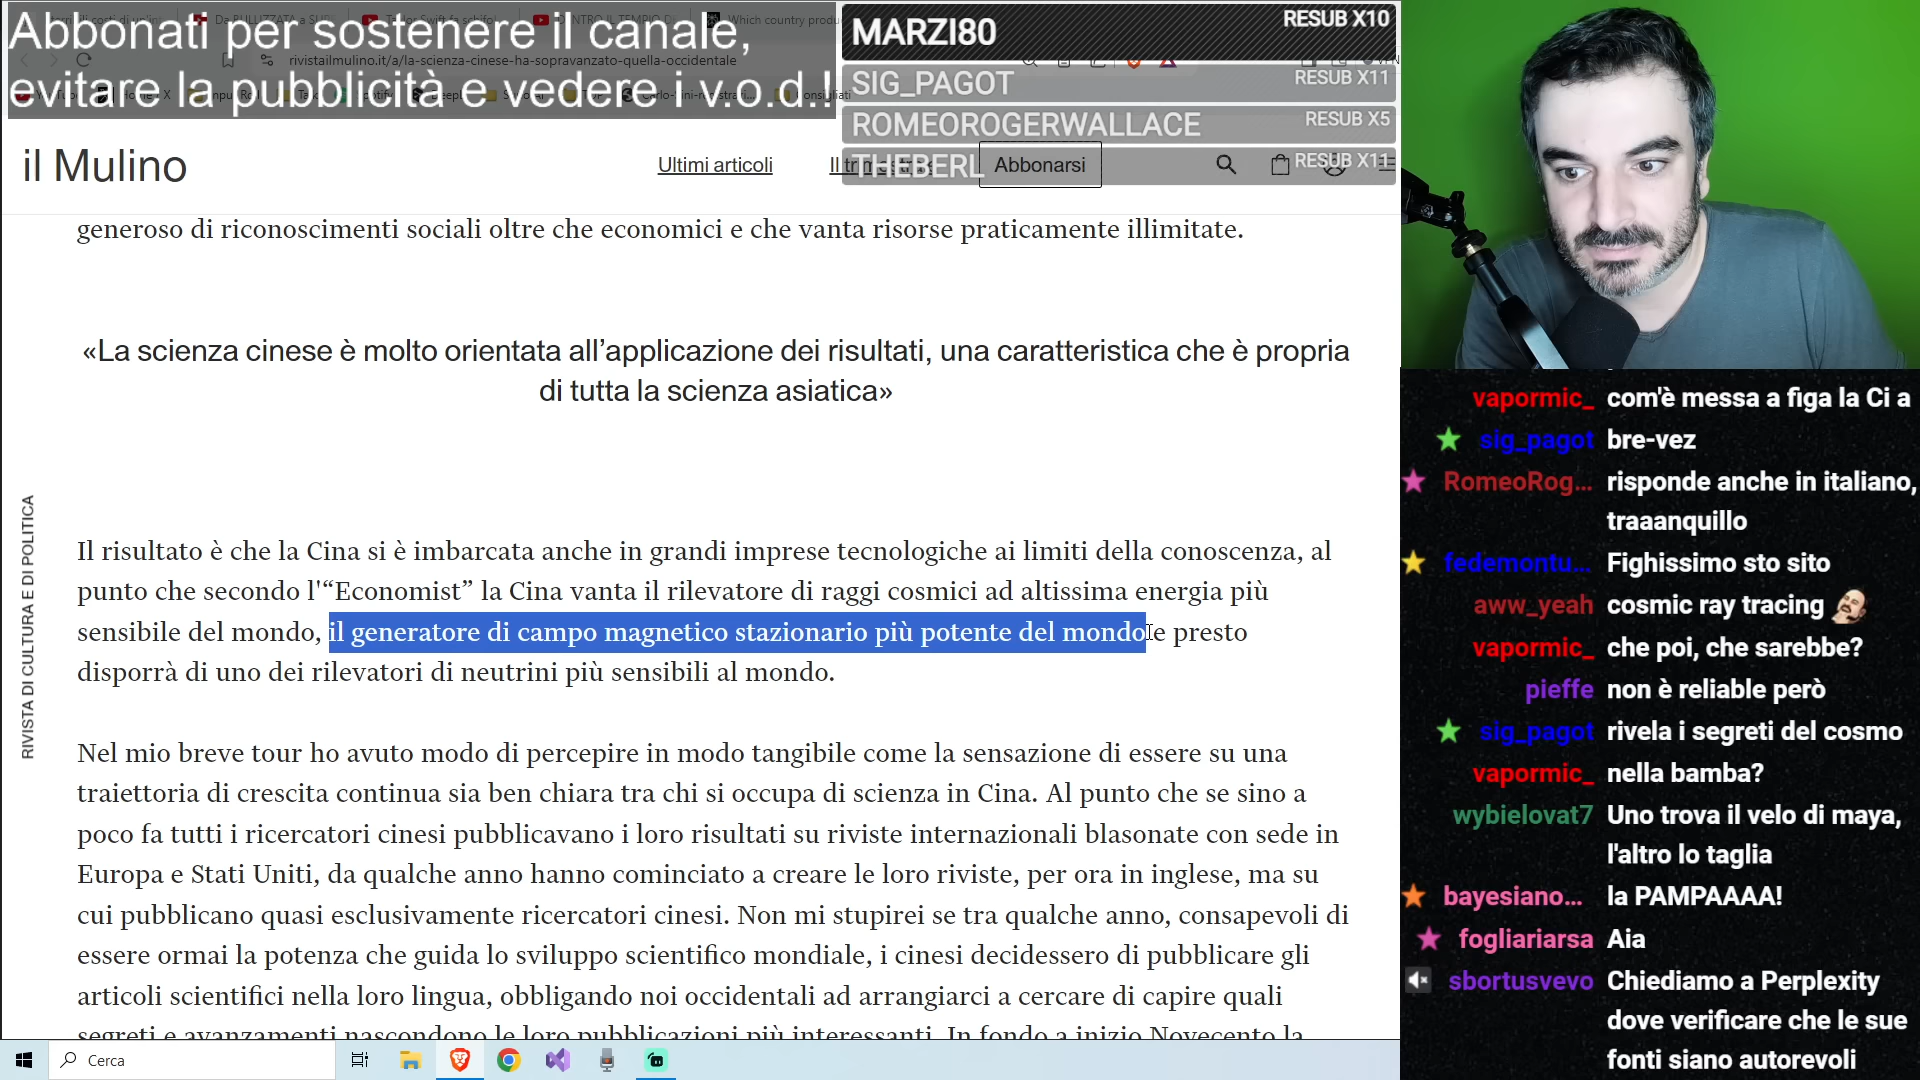 Abbonati per sostenere il canale,
evitare la pubblicità e vedere i v.o.d.!
rivistailmulino.it/a/la-scienza-cinese-ha-sopravanzato-quella-occidentale
MARZI80 RESUB X10
SIG_PAGOT RESUB X11
ROMEOROGERWALLACE RESUB X5
THEBERL RESUB X11
il Mulino
Ultimi articoli
Abbonarsi
generoso di riconoscimenti sociali oltre che economici e che vanta risorse praticamente illimitate.
«La scienza cinese è molto orientata all’applicazione dei risultati, una caratteristica che è propria
di tutta la scienza asiatica»
RIVISTA DI CULTURA E DI POLITICA
Il risultato è che la Cina si è imbarcata anche in grandi imprese tecnologiche ai limiti della conoscenza, al
punto che secondo l'“Economist” la Cina vanta il rilevatore di raggi cosmici ad altissima energia più
sensibile del mondo, il generatore di campo magnetico stazionario più potente del mondo e presto
disporrà di uno dei rilevatori di neutrini più sensibili al mondo.
Nel mio breve tour ho avuto modo di percepire in modo tangibile come la sensazione di essere su una
traiettoria di crescita continua sia ben chiara tra chi si occupa di scienza in Cina. Al punto che se sino a
poco fa tutti i ricercatori cinesi pubblicavano i loro risultati su riviste internazionali blasonate con sede in
Europa e Stati Uniti, da qualche anno hanno cominciato a creare le loro riviste, per ora in inglese, ma su
cui pubblicano quasi esclusivamente ricercatori cinesi. Non mi stupirei se tra qualche anno, consapevoli di
essere ormai la potenza che guida lo sviluppo scientifico mondiale, i cinesi decidessero di pubblicare gli
articoli scientifici nella loro lingua, obbligando noi occidentali ad arrangiarci a cercare di capire quali
segreti e avanzamenti nascondono le loro pubblicazioni più interessanti. In fondo a inizio Novecento la
Cerca
vapormic_ com'è messa a figa la Ci a
sig_pagot bre-vez
RomeoRog... risponde anche in italiano,
traaanquillo
fedemontu... Fighissimo sto sito
aww_yeah cosmic ray tracing
vapormic_ che poi, che sarebbe?
pieffe non è reliable però
sig_pagot rivela i segreti del cosmo
vapormic_ nella bamba?
wybielovat7 Uno trova il velo di maya,
l'altro lo taglia
bayesiano... la PAMPAAAA!
fogliariarsa Aia
sbortusvevo Chiediamo a Perplexity
dove verificare che le sue
fonti siano autorevoli